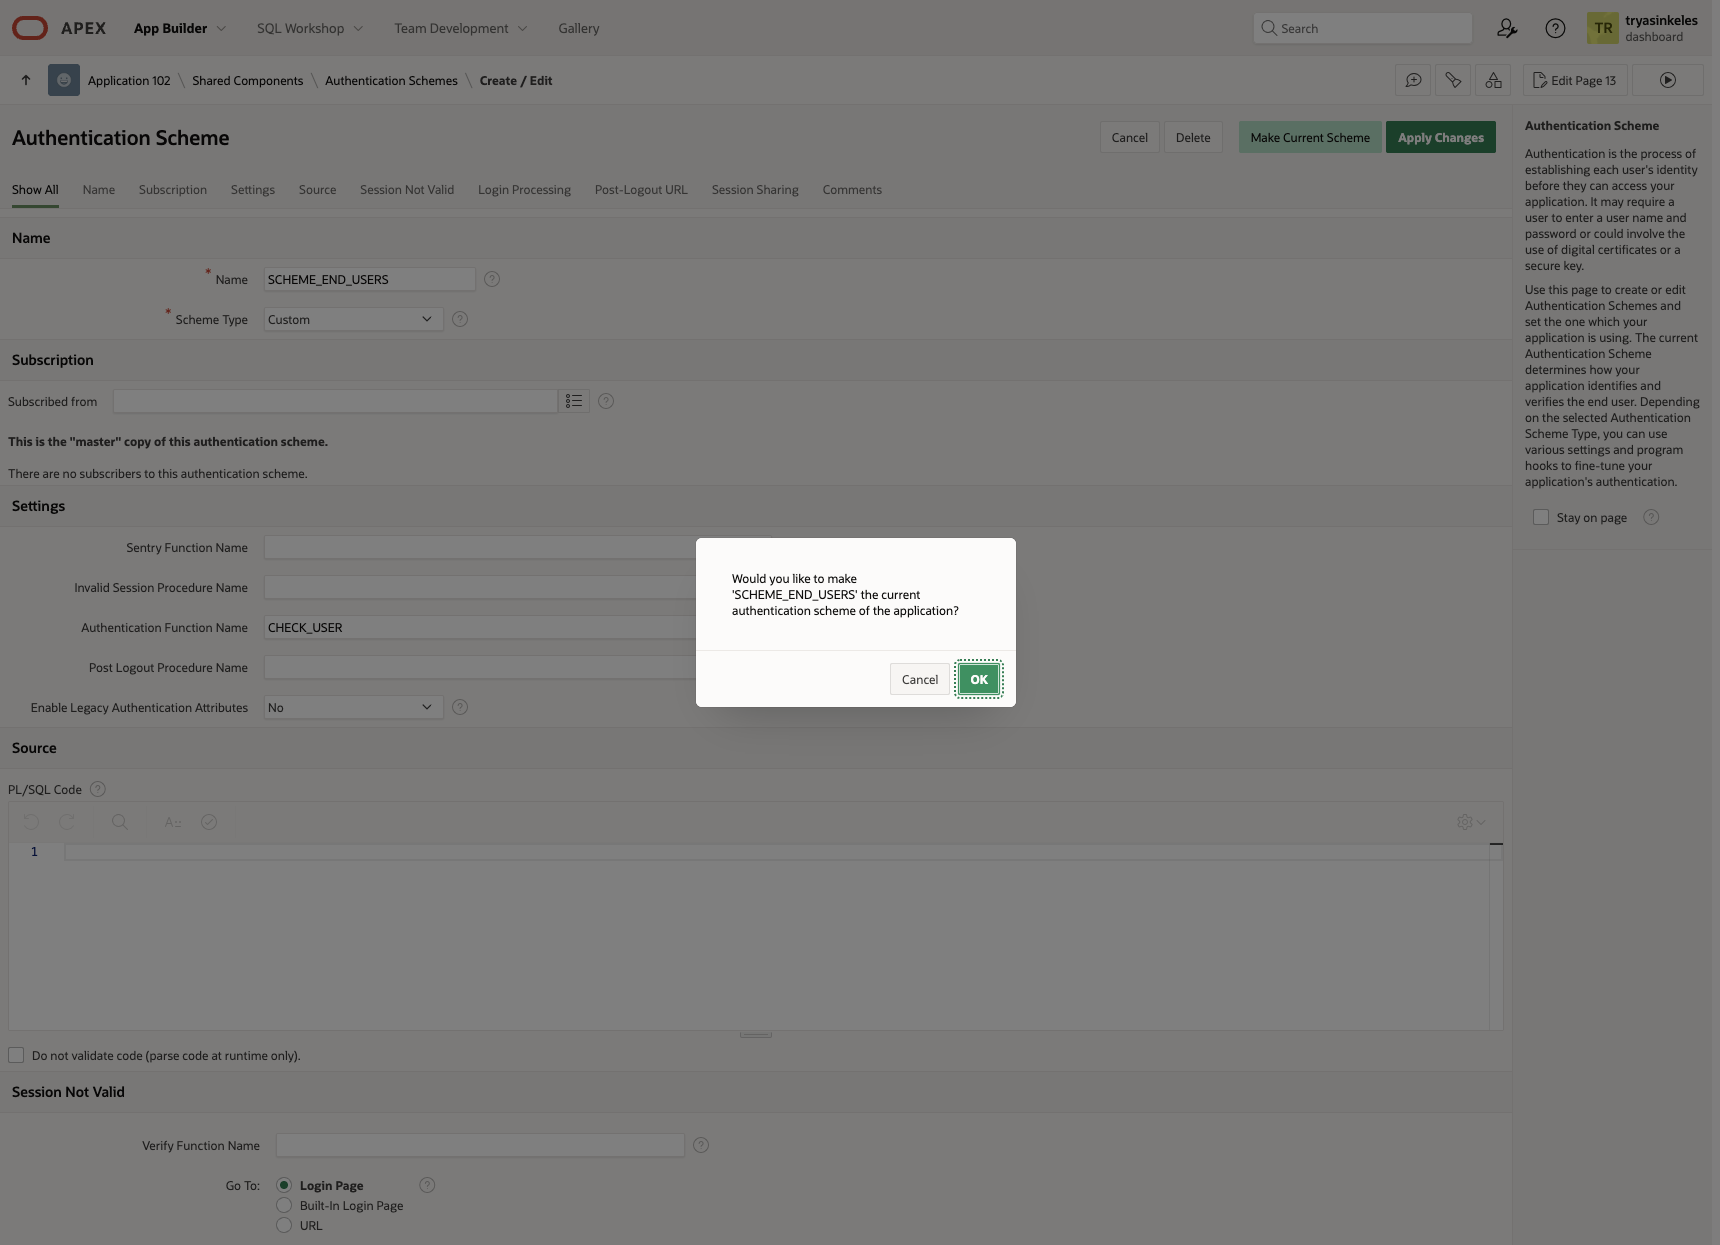 APEX
App Builder
SQL Workshop
Team Development
Gallery
Search
TR
tryasinkeles
dashboard
Application 102 \ Shared Components \ Authentication Schemes \ Create / Edit
Edit Page 13
Authentication Scheme
Cancel
Delete
Make Current Scheme
Apply Changes
Show All
Name
Subscription
Settings
Source
Session Not Valid
Login Processing
Post-Logout URL
Session Sharing
Comments
Name
* Name
SCHEME_END_USERS
* Scheme Type
Custom
Subscription
Subscribed from
This is the "master" copy of this authentication scheme.
There are no subscribers to this authentication scheme.
Settings
Sentry Function Name
Invalid Session Procedure Name
Authentication Function Name
CHECK_USER
Post Logout Procedure Name
Enable Legacy Authentication Attributes
No
Would you like to make
'SCHEME_END_USERS' the current
authentication scheme of the application?
Cancel
OK
Source
PL/SQL Code
1
Do not validate code (parse code at runtime only).
Session Not Valid
Verify Function Name
Go To:
Login Page
Built-In Login Page
URL
Authentication Scheme
Authentication is the process of
establishing each user's identity
before they can access your
application. It may require a
user to enter a user name and
password or could involve the
use of digital certificates or a
secure key.
Use this page to create or edit
Authentication Schemes and
set the one which your
application is using. The current
Authentication Scheme
determines how your
application identifies and
verifies the end user. Depending
on the selected Authentication
Scheme Type, you can use
various settings and program
hooks to fine-tune your
application's authentication.
Stay on page